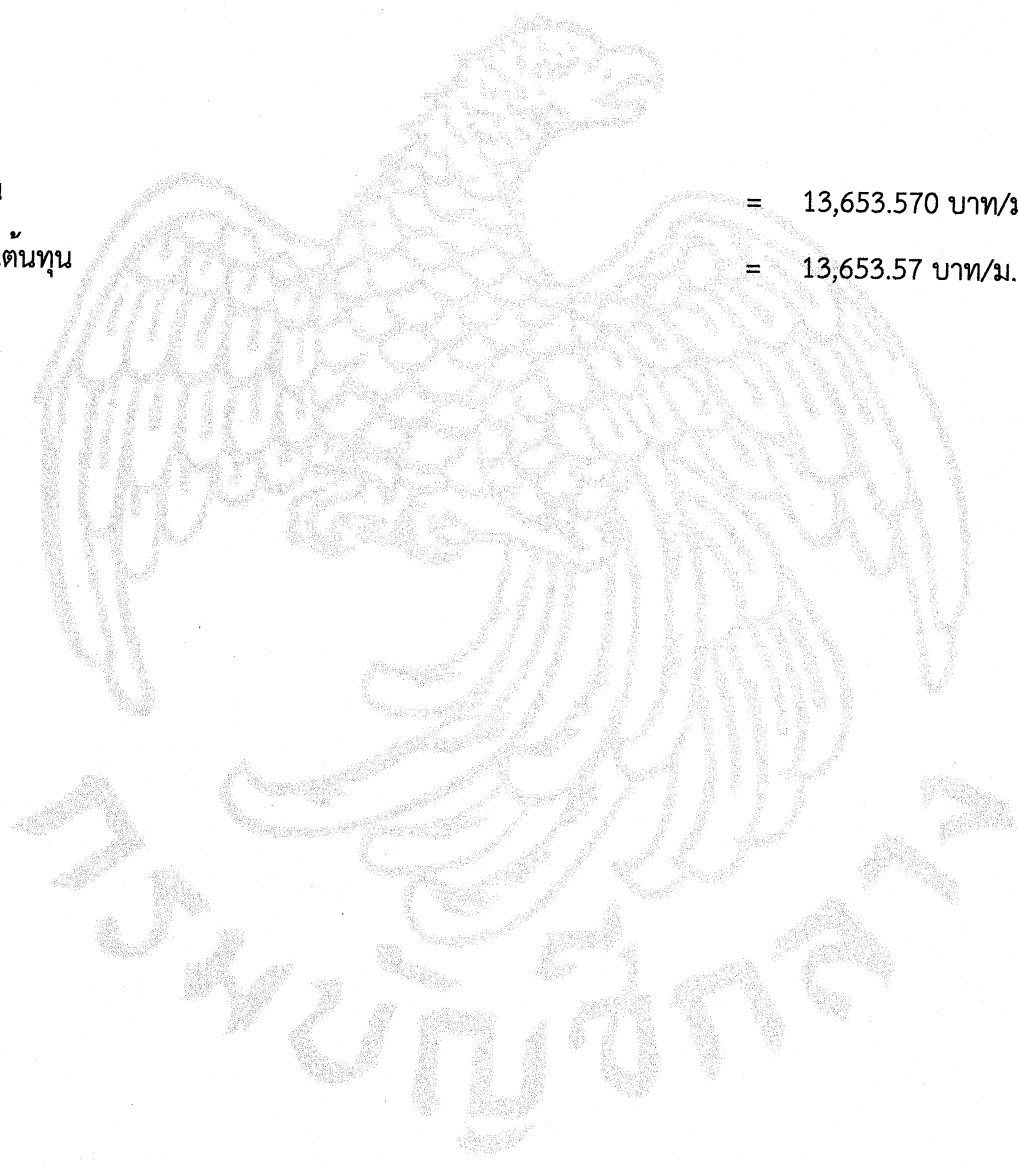 = 13,653.570 บาท/
ต้นทุน = 13,653.57 บาท/ม.
กรมบัญชีกลาง